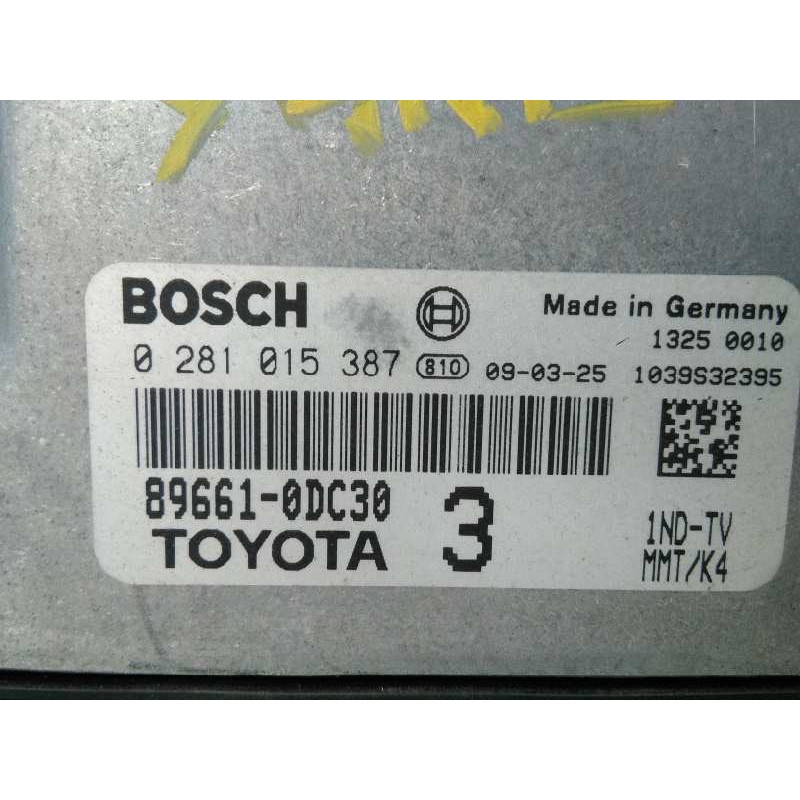 BOSCH
Made in Germany
1325 0010
0 281 015 387 810 09-03-25 1039S32395
89661-0DC30
TOYOTA
3
1ND-TV
MMT/K4